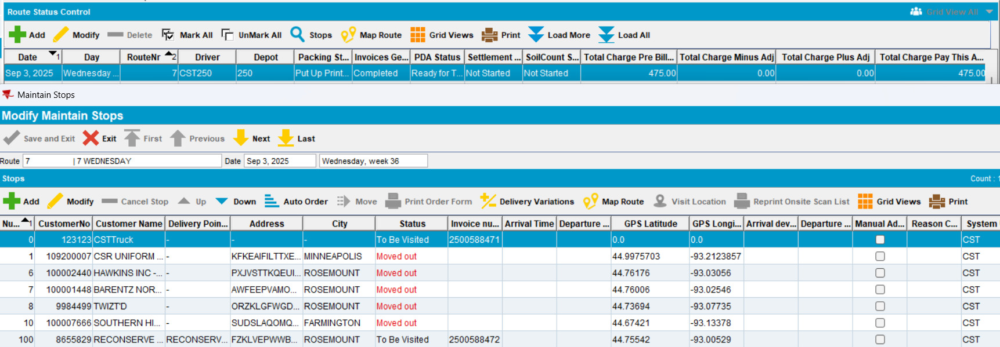 Route Status Control Grid View All
Add Modify Delete Mark All UnMark All Stops Map Route Grid Views Print Load More Load All
Date 1 Day RouteNr 2 Driver Depot Packing St... Invoices Ge... PDA Status Settlement ... SoilCount S... Total Charge Pre Bill... Total Charge Minus Adj Total Charge Plus Adj Total Charge Pay This A...
Sep 3, 2025 Wednesday ... 7 CST250 250 Put Up Print... Completed Ready for T... Not Started Not Started 475.00 0.00 0.00 475.00
Maintain Stops
Modify Maintain Stops
Save and Exit Exit First Previous Next Last
Route 7 | 7 WEDNESDAY Date Sep 3, 2025 Wednesday, week 36
Stops Count : 1
Add Modify Cancel Stop Up Down Auto Order Move Print Order Form Delivery Variations Map Route Visit Location Reprint Onsite Scan List Grid Views Print
Nu... 1 CustomerNo Customer Name Delivery Poin... Address City Status Invoice nu... Arrival Time Departure ... GPS Latitude GPS Longi... Arrival dev... Departure ... Manual Ad... Reason C... System
0 123123 CSTTruck - - - To Be Visited 2500588471 0.0 0.0 CST
1 109200007 CSR UNIFORM ... - KFKEAIFILTTXE... MINNEAPOLIS Moved out 44.9975703 -93.2123857 CST
6 100002440 HAWKINS INC -... - PXJVSTTKQEUI... ROSEMOUNT Moved out 44.76176 -93.03056 CST
7 100001448 BARENTZ NOR... - AWFEEPVAMO... ROSEMOUNT Moved out 44.76006 -93.02546 CST
8 9984499 TWIZT'D - ORZKLGFWGD... ROSEMOUNT Moved out 44.73694 -93.07735 CST
10 100007666 SOUTHERN HI... - SUDSLAQOMQ... FARMINGTON Moved out 44.67421 -93.13378 CST
100 8655829 RECONSERVE ... RECONSERV... FZKLVEPWWB... ROSEMOUNT To Be Visited 2500588472 44.75542 -93.00529 CST